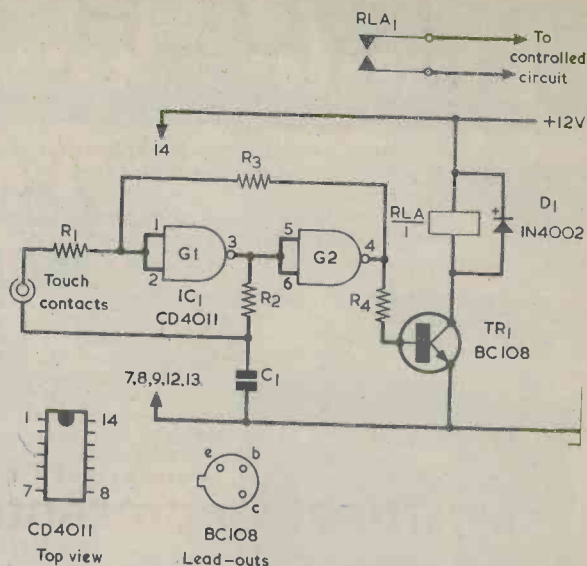 RLA1
To
controlled
circuit
+12V
14
R3
R1
RLA
1
D1
1N4002
+
1
2
G1
3
5
6
G2
4
Touch
contacts
IC1
CD4011
R2
R4
TR1
BC108
7,8,9,12,13
C1
1
14
7
8
e
b
c
CD4011
Top view
BC108
Lead-outs